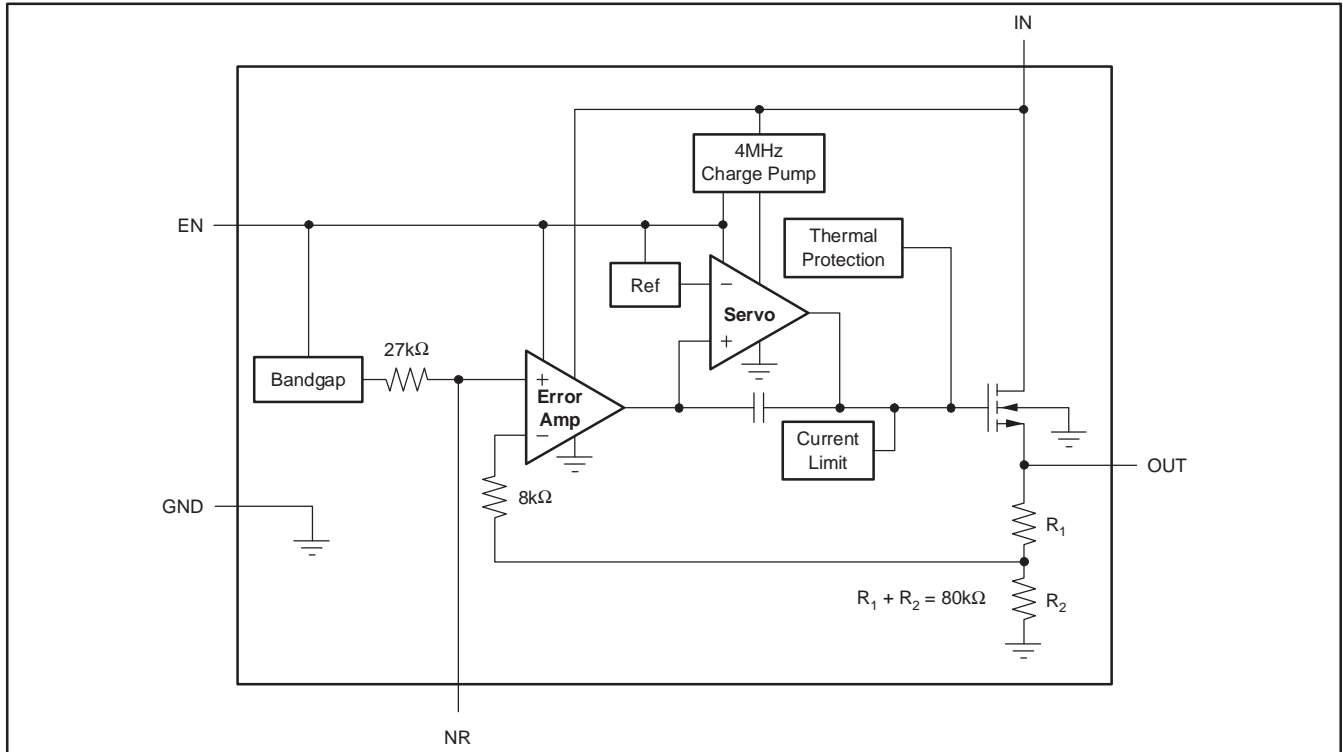 IN
4MHz
Charge Pump
EN
Thermal
Protection
Ref
−
Servo
+
27kΩ
Bandgap
+
Error
Amp
−
Current
Limit
OUT
8kΩ
GND
R1
R1 + R2 = 80kΩ
R2
NR